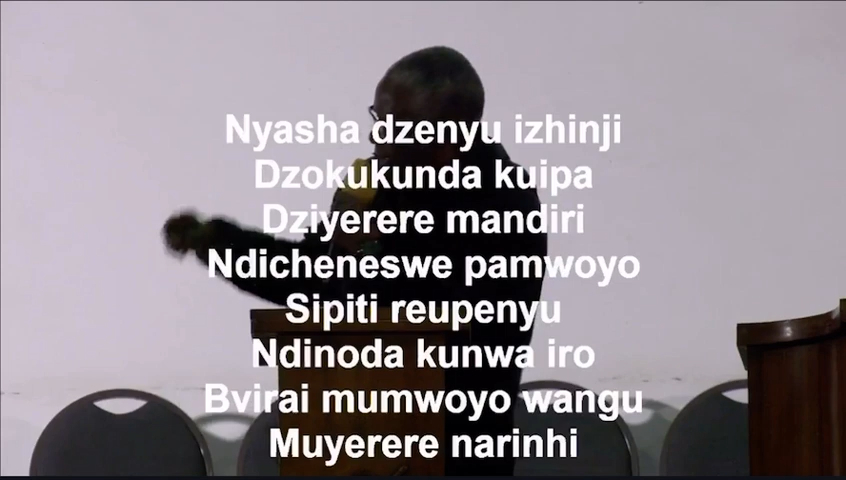 Nyasha dzenyu izhinji
Dzokukunda kuipa
Dziyerere mandiri
Ndicheneswe pamwoyo
Sipiti reupenyu
Ndinoda kunwa iro
Bvirai mumwoyo wangu
Muyerere narinhi